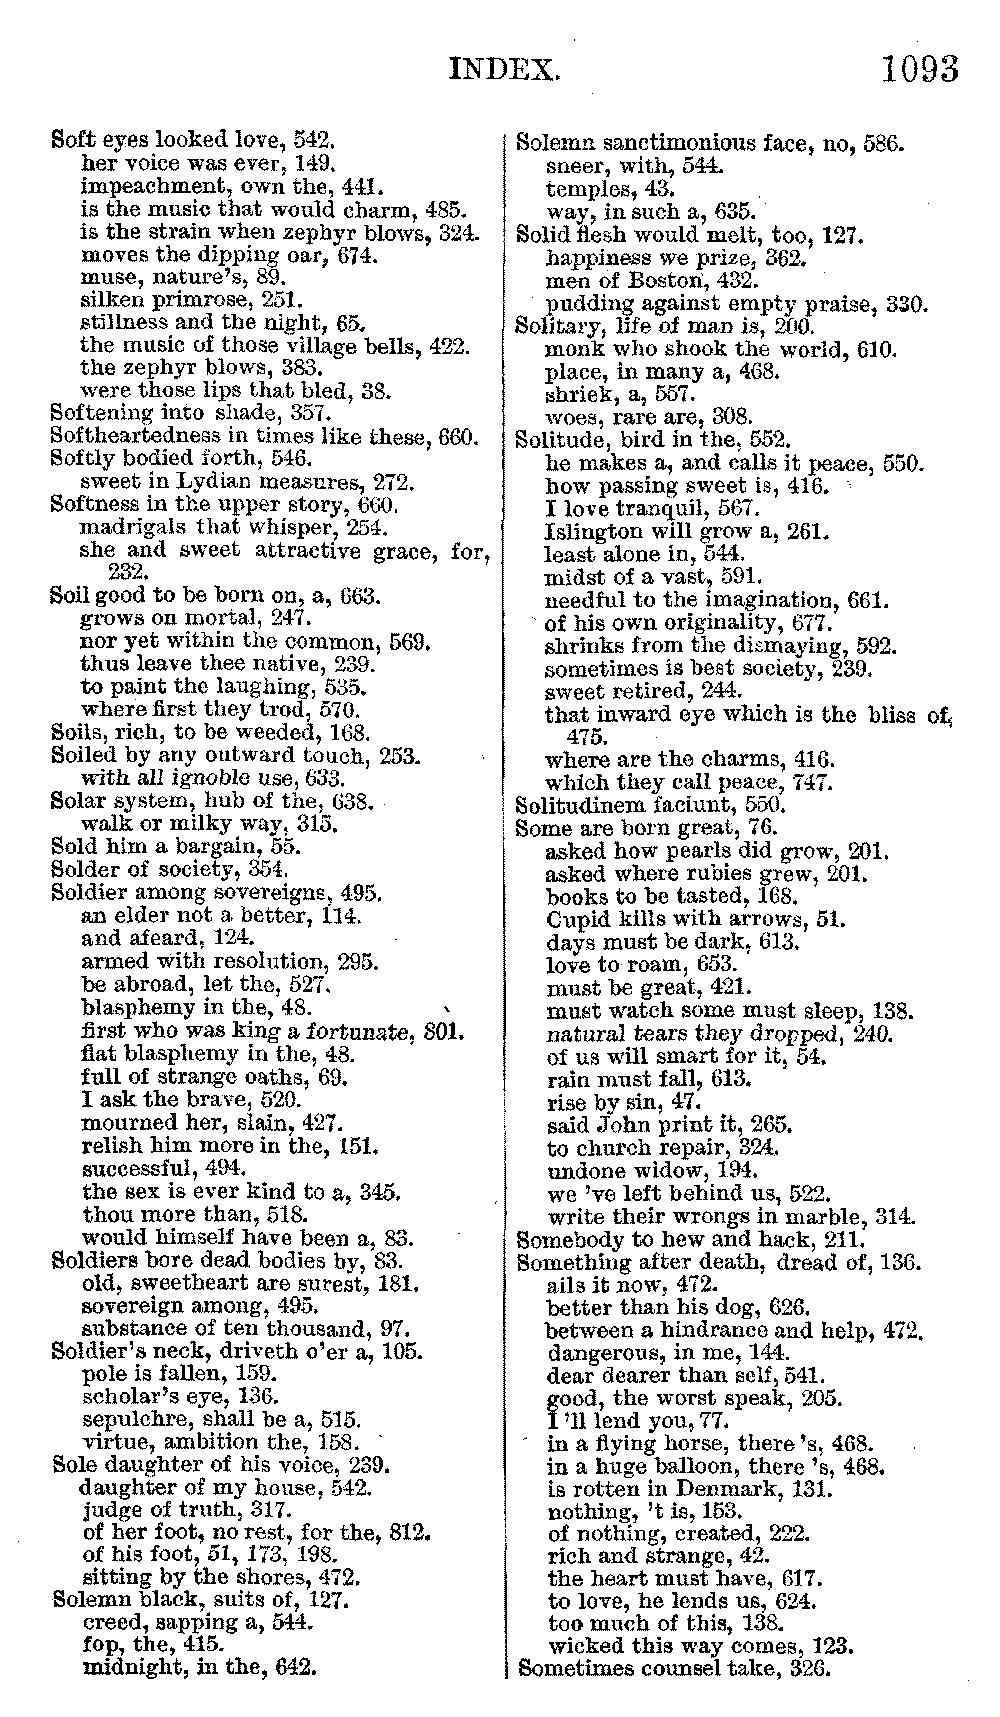 INDEX. 1093
Soft eyes looked love, 542.
her voice was ever, 149.
impeachment, own the, 441.
is the music that would charm, 485.
is the strain when zephyr blows, 324.
moves the dipping oar, 674.
muse, nature's, 89.
silken primrose, 251.
stillness and the night, 65.
the music of those village bells, 422.
the zephyr blows, 383.
were those lips that bled, 38.
Softening into shade, 357.
Softheartedness in times like these, 660.
Softly bodied forth, 546.
sweet in Lydian measures, 272.
Softness in the upper story, 660.
madrigals that whisper, 254.
she and sweet attractive grace, for,
232.
Soil good to be born on, a, 663.
grows on mortal, 247.
nor yet within the common, 569.
thus leave thee native, 239.
to paint the laughing, 535.
where first they trod, 570.
Soils, rich, to be weeded, 168.
Soiled by any outward touch, 253.
with all ignoble use, 633.
Solar system, hub of the, 638.
walk or milky way, 315.
Sold him a bargain, 55.
Solder of society, 354.
Soldier among sovereigns, 495.
an elder not a better, 114.
and afeard, 124.
armed with resolution, 295.
be abroad, let the, 527.
blasphemy in the, 48.
first who was king a fortunate, 801.
flat blasphemy in the, 48.
full of strange oaths, 69.
I ask the brave, 520.
mourned her, slain, 427.
relish him more in the, 151.
successful, 494.
the sex is ever kind to a, 345.
thou more than, 518.
would himself have been a, 83.
Soldiers bore dead bodies by, 83.
old, sweetheart are surest, 181.
sovereign among, 495.
substance of ten thousand, 97.
Soldier's neck, driveth o'er a, 105.
pole is fallen, 159.
scholar's eye, 136.
sepulchre, shall be a, 515.
virtue, ambition the, 158.
Sole daughter of his voice, 239.
daughter of my house, 542.
judge of truth, 317.
of her foot, no rest, for the, 812.
of his foot, 51, 173, 198.
sitting by the shores, 472.
Solemn black, suits of, 127.
creed, sapping a, 544.
fop, the, 415.
midnight, in the, 642.
Solemn sanctimonious face, no, 586.
sneer, with, 544.
temples, 43.
way, in such a, 635.
Solid flesh would melt, too, 127.
happiness we prize, 362.
men of Boston, 432.
pudding against empty praise, 330.
Solitary, life of man is, 200.
monk who shook the world, 610.
place, in many a, 468.
shriek, a, 557.
woes, rare are, 308.
Solitude, bird in the, 552.
he makes a, and calls it peace, 550.
how passing sweet is, 416.
I love tranquil, 567.
Islington will grow a, 261.
least alone in, 544.
midst of a vast, 591.
needful to the imagination, 661.
of his own originality, 677.
shrinks from the dismaying, 592.
sometimes is best society, 239.
sweet retired, 244.
that inward eye which is the bliss of,
475.
where are the charms, 416.
which they call peace, 747.
Solitudinem faciunt, 550.
Some are born great, 76.
asked how pearls did grow, 201.
asked where rubies grew, 201.
books to be tasted, 168.
Cupid kills with arrows, 51.
days must be dark, 613.
love to roam, 653.
must be great, 421.
must watch some must sleep, 138.
natural tears they dropped, 240.
of us will smart for it, 54.
rain must fall, 613.
rise by sin, 47.
said John print it, 265.
to church repair, 324.
undone widow, 194.
we 've left behind us, 522.
write their wrongs in marble, 314.
Somebody to hew and hack, 211.
Something after death, dread of, 136.
ails it now, 472.
better than his dog, 626.
between a hindrance and help, 472.
dangerous, in me, 144.
dear dearer than self, 541.
good, the worst speak, 205.
I 'll lend you, 77.
in a flying horse, there 's, 468.
in a huge balloon, there 's, 468.
is rotten in Denmark, 131.
nothing, 't is, 153.
of nothing, created, 222.
rich and strange, 42.
the heart must have, 617.
to love, he lends us, 624.
too much of this, 138.
wicked this way comes, 123.
Sometimes counsel take, 326.